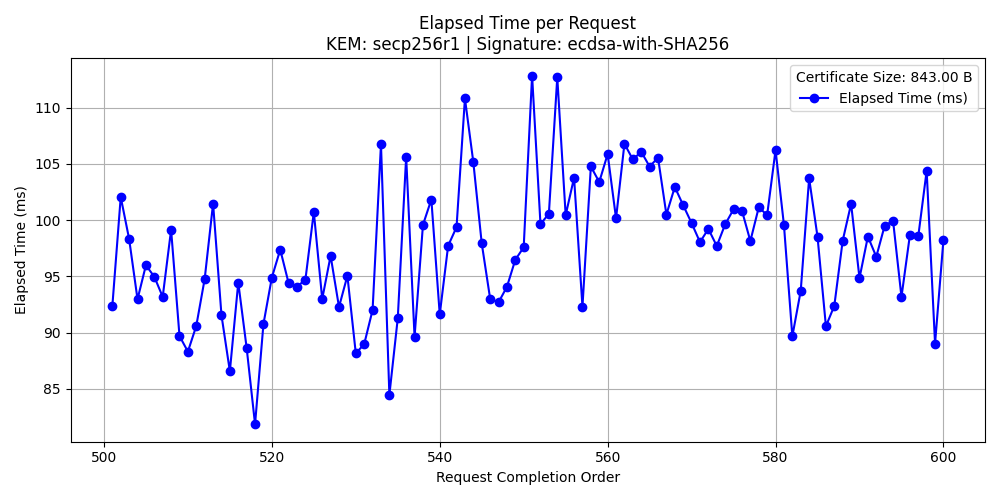 Elapsed Time per Request
KEM: secp256r1 | Signature: ecdsa-with-SHA256
Certificate Size: 843.00 B
Elapsed Time (ms)
Elapsed Time (ms)
110
105
100
95
90
85
500
520
540
560
580
600
Request Completion Order